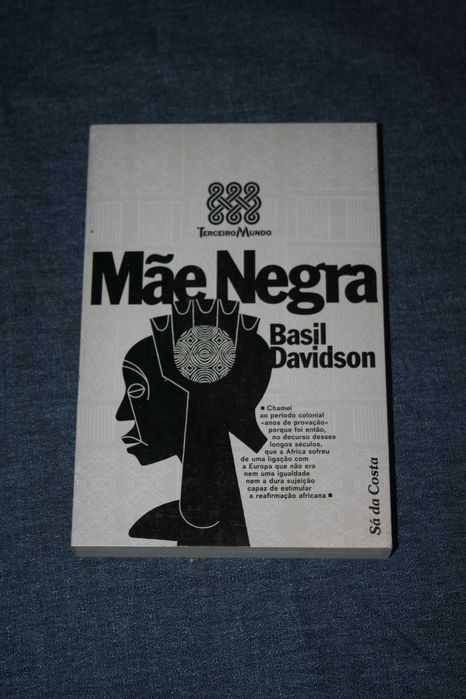 TERCEIRO MUNDO
Mãe Negra
Basil
Davidson
▪ Chamei
ao período colonial
«anos de provação»
porque foi então,
no decurso desses
longos séculos,
que a África sofreu
de uma ligação com
a Europa que não era
nem uma igualdade
nem a dura sujeição
capaz de estimular
a reafirmação africana ▪
Sá da Costa